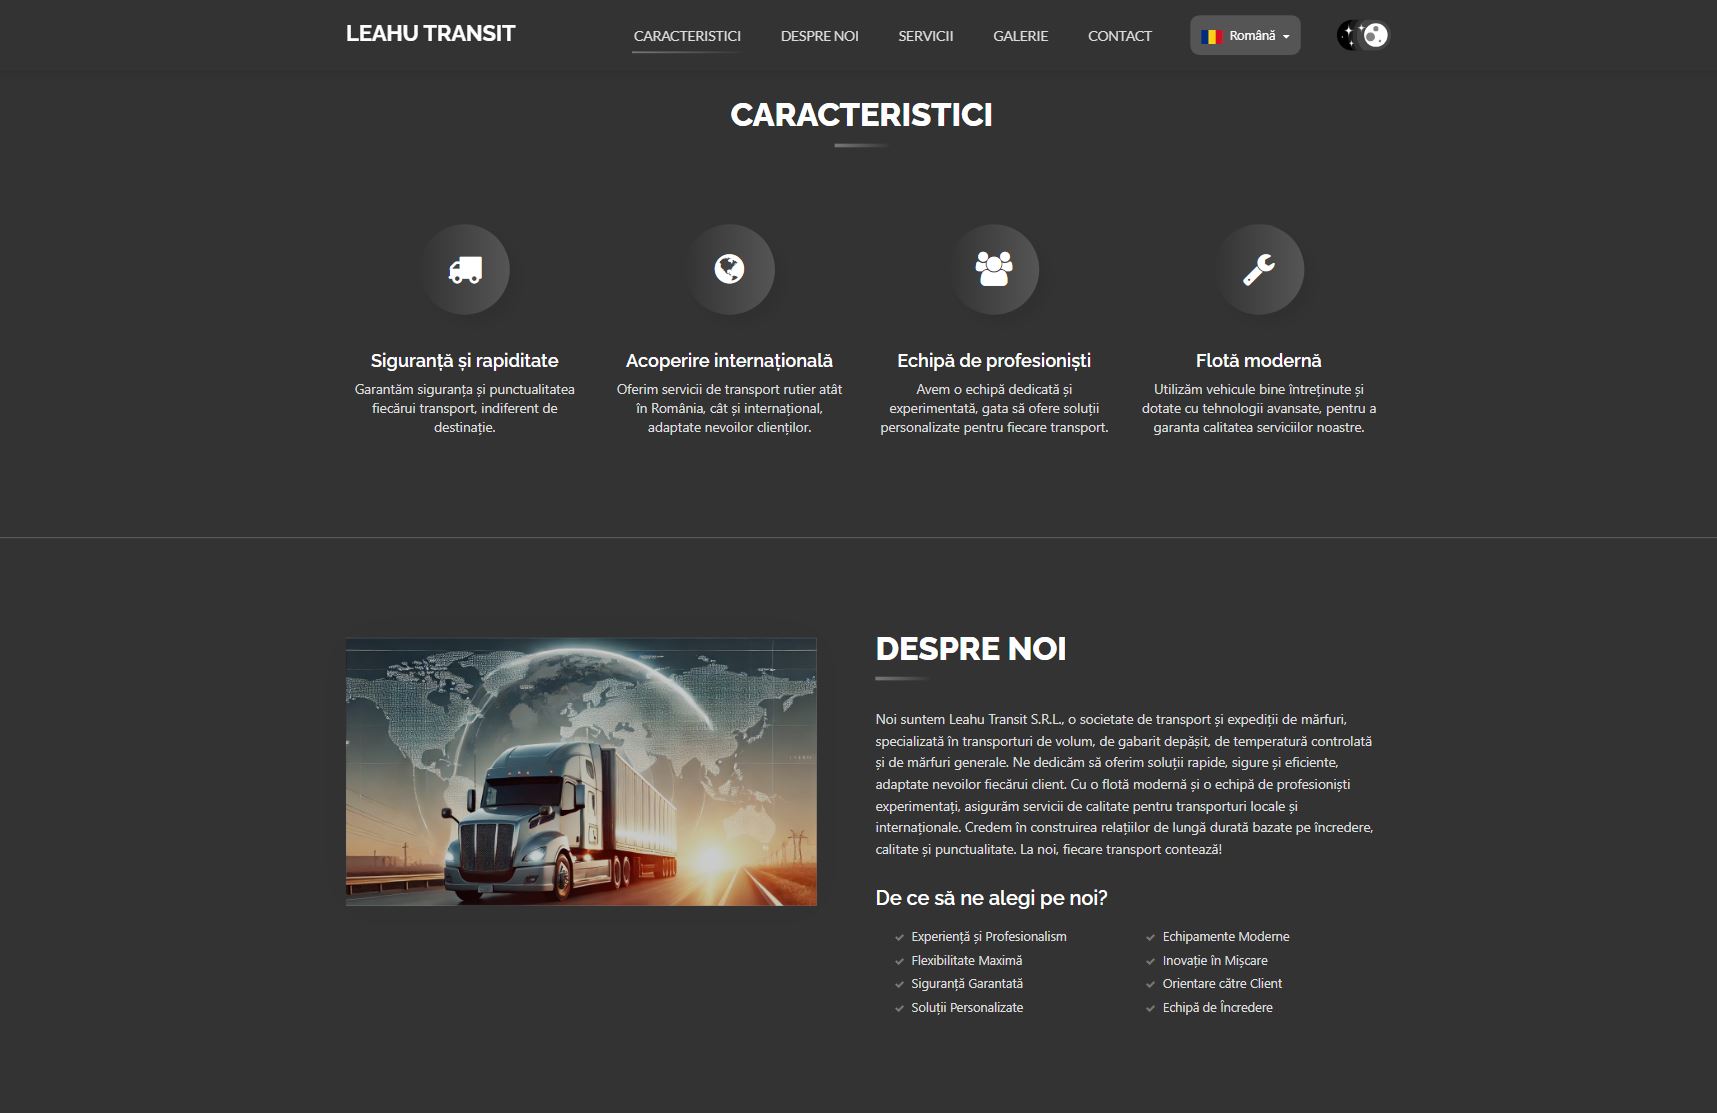 LEAHU TRANSIT
CARACTERISTICI
DESPRE NOI
SERVICII
GALERIE
CONTACT
Română
CARACTERISTICI
Siguranță și rapiditate
Garantăm siguranța și punctualitatea
fiecărui transport, indiferent de
destinație.
Acoperire internațională
Oferim servicii de transport rutier atât
în România, cât și internațional,
adaptate nevoilor clienților.
Echipă de profesioniști
Avem o echipă dedicată și
experimentată, gata să ofere soluții
personalizate pentru fiecare transport.
Flotă modernă
Utilizăm vehicule bine întreținute și
dotate cu tehnologii avansate, pentru a
garanta calitatea serviciilor noastre.
DESPRE NOI
Noi suntem Leahu Transit S.R.L., o societate de transport și expediții de mărfuri,
specializată în transporturi de volum, de gabarit depășit, de temperatură controlată
și de mărfuri generale. Ne dedicăm să oferim soluții rapide, sigure și eficiente,
adaptate nevoilor fiecărui client. Cu o flotă modernă și o echipă de profesioniști
experimentați, asigurăm servicii de calitate pentru transporturi locale și
internaționale. Credem în construirea relațiilor de lungă durată bazate pe încredere,
calitate și punctualitate. La noi, fiecare transport contează!
De ce să ne alegi pe noi?
Experiență și Profesionalism
Flexibilitate Maximă
Siguranță Garantată
Soluții Personalizate
Echipamente Moderne
Inovație în Mișcare
Orientare către Client
Echipă de Încredere